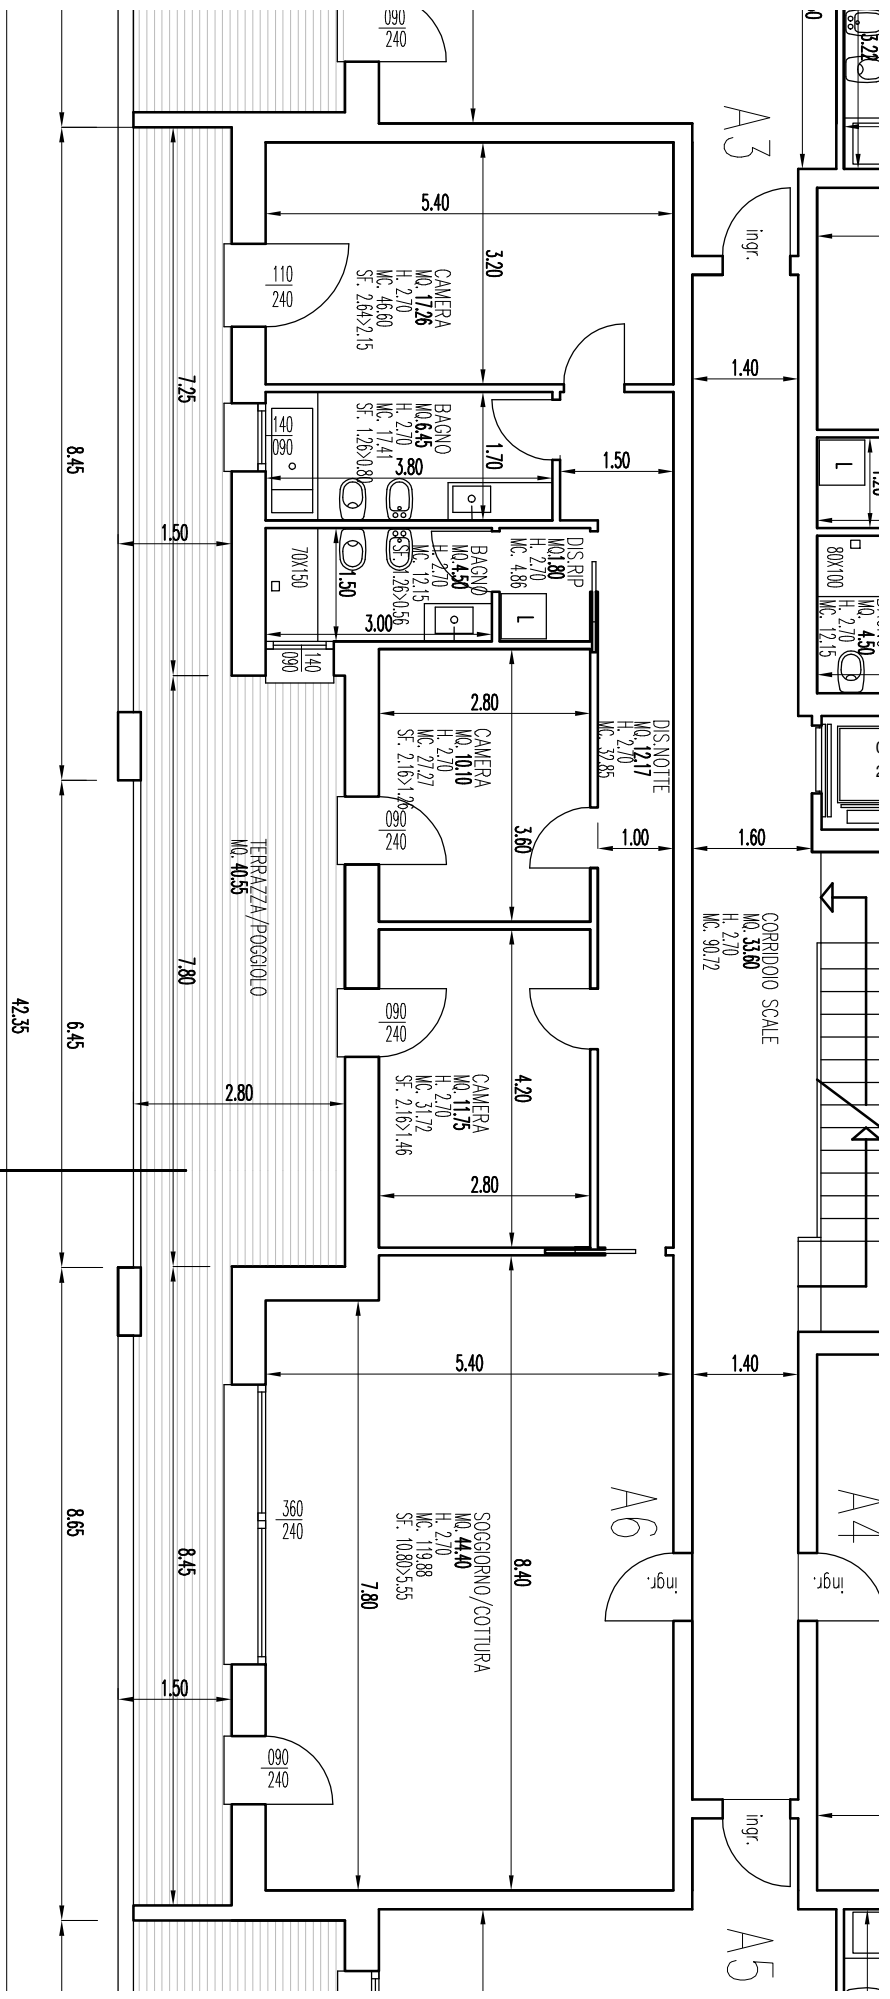 090
240
3.22
A3
ingr.
5.40
3.20
110
240
CAMERA
MQ. 17.26
H. 2.70
MC. 46.60
SF. 2.64>2.15
1.40
7.25
8.45
140
090
BAGNO
MQ. 6.45
H. 2.70
MC. 17.41
3.80
1.70
1.50
L
1.20
1.50
70X150
1.50
BAGNO
MQ. 4.50
H. 2.70
MC. 12.15
SF. 1.26>0.56
3.00
DIS.RIP
MQ. 1.80
H. 2.70
MC. 4.86
L
140
090
80X100
MQ. 4.50
H. 2.70
MC. 12.15
2.80
CAMERA
MQ. 10.10
H. 2.70
MC. 27.27
090
240
3.60
DIS.NOTTE
MQ. 12.17
H. 2.70
MC. 32.85
1.00
1.60
TERRAZZA/POGGIOLO
MQ. 40.55
7.80
6.45
42.35
CORRIDOIO SCALE
MQ. 33.60
H. 2.70
MC. 90.72
090
240
2.80
CAMERA
MQ. 11.75
H. 2.70
MC. 31.72
SF. 2.16>1.46
4.20
2.80
5.40
1.40
8.65
8.45
360
240
A6
A4
ingr.
ingr.
SOGGIORNO/COTTURA
MQ. 44.40
H. 2.70
MC. 119.88
SF. 10.80>5.55
8.40
7.80
1.50
090
240
ingr.
A5